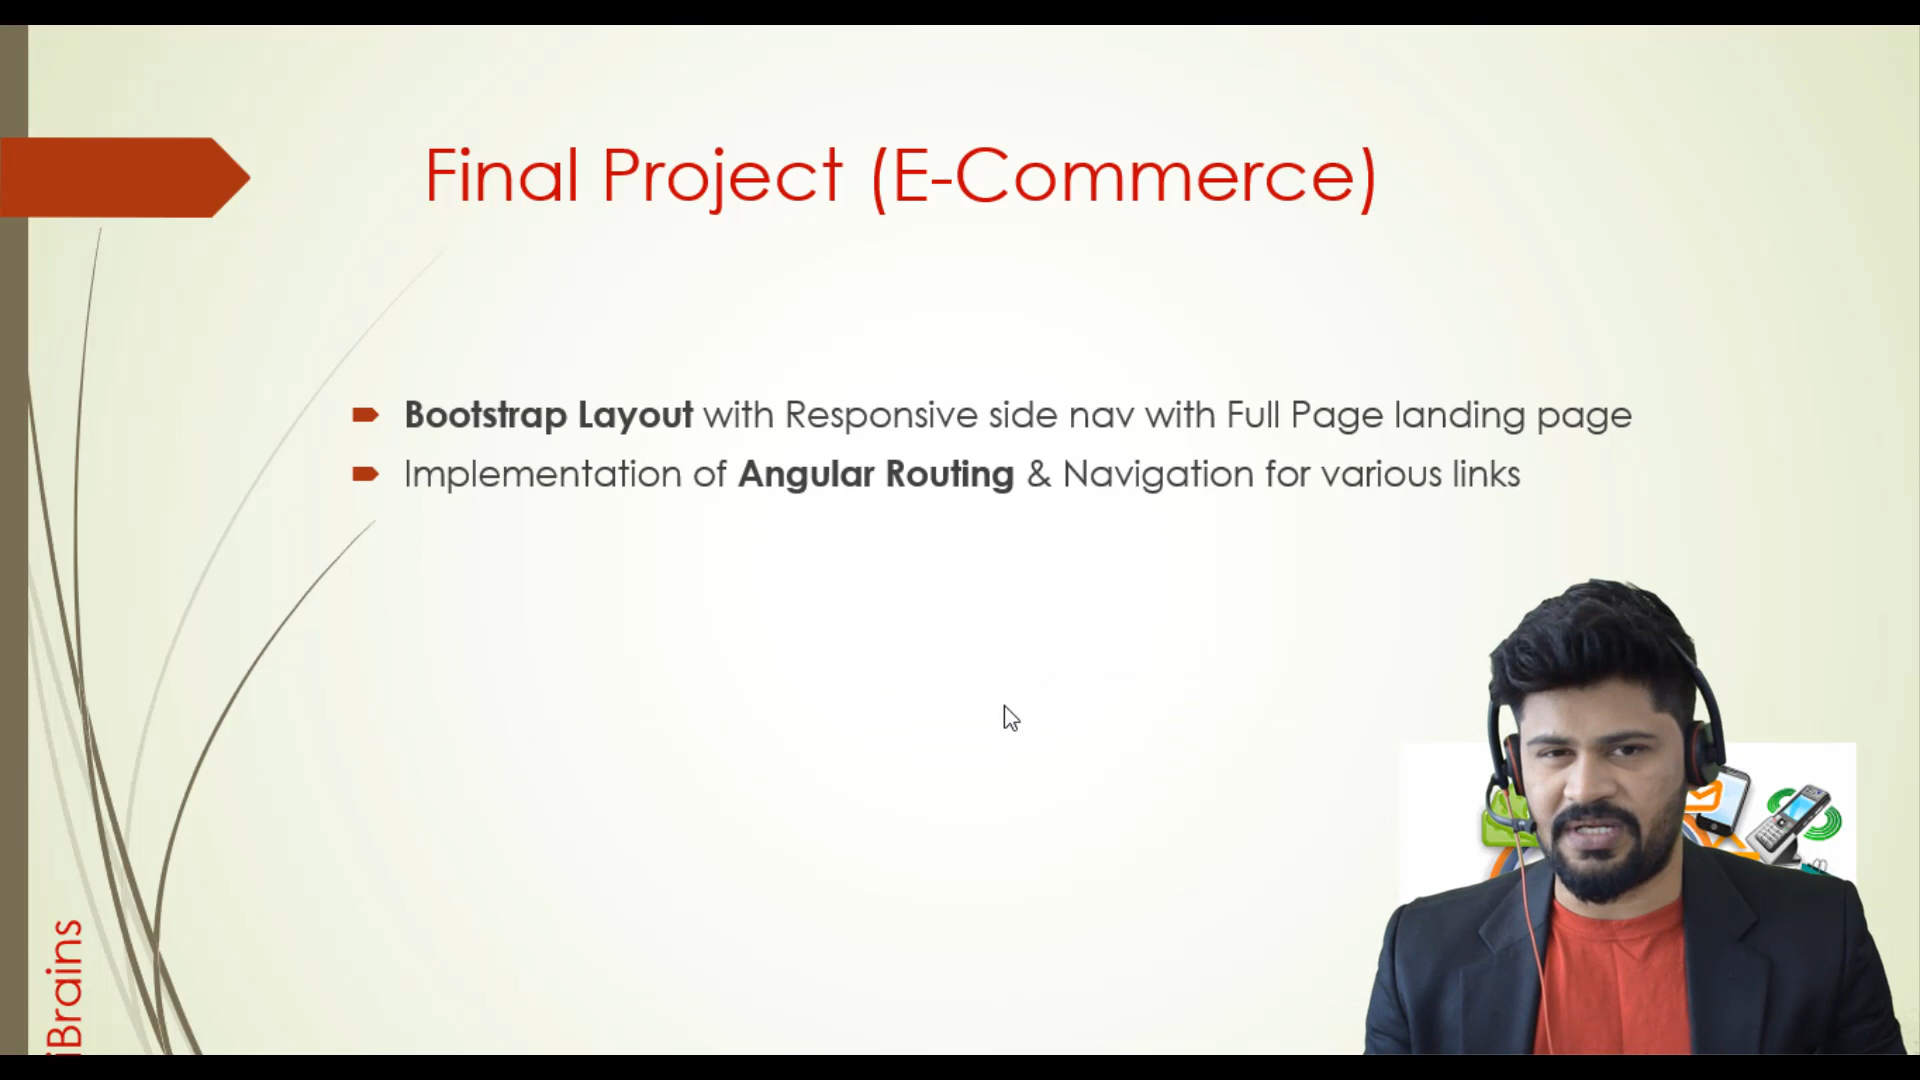 Final Project (E-Commerce)
Bootstrap Layout with Responsive side nav with Full Page landing page
Implementation of Angular Routing & Navigation for various links
iBrains